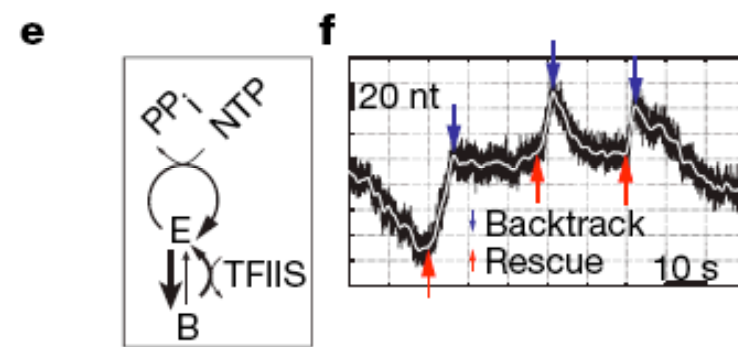 e
f
PPi
NTP
E
TFIIS
B
20 nt
Backtrack
Rescue
10 s